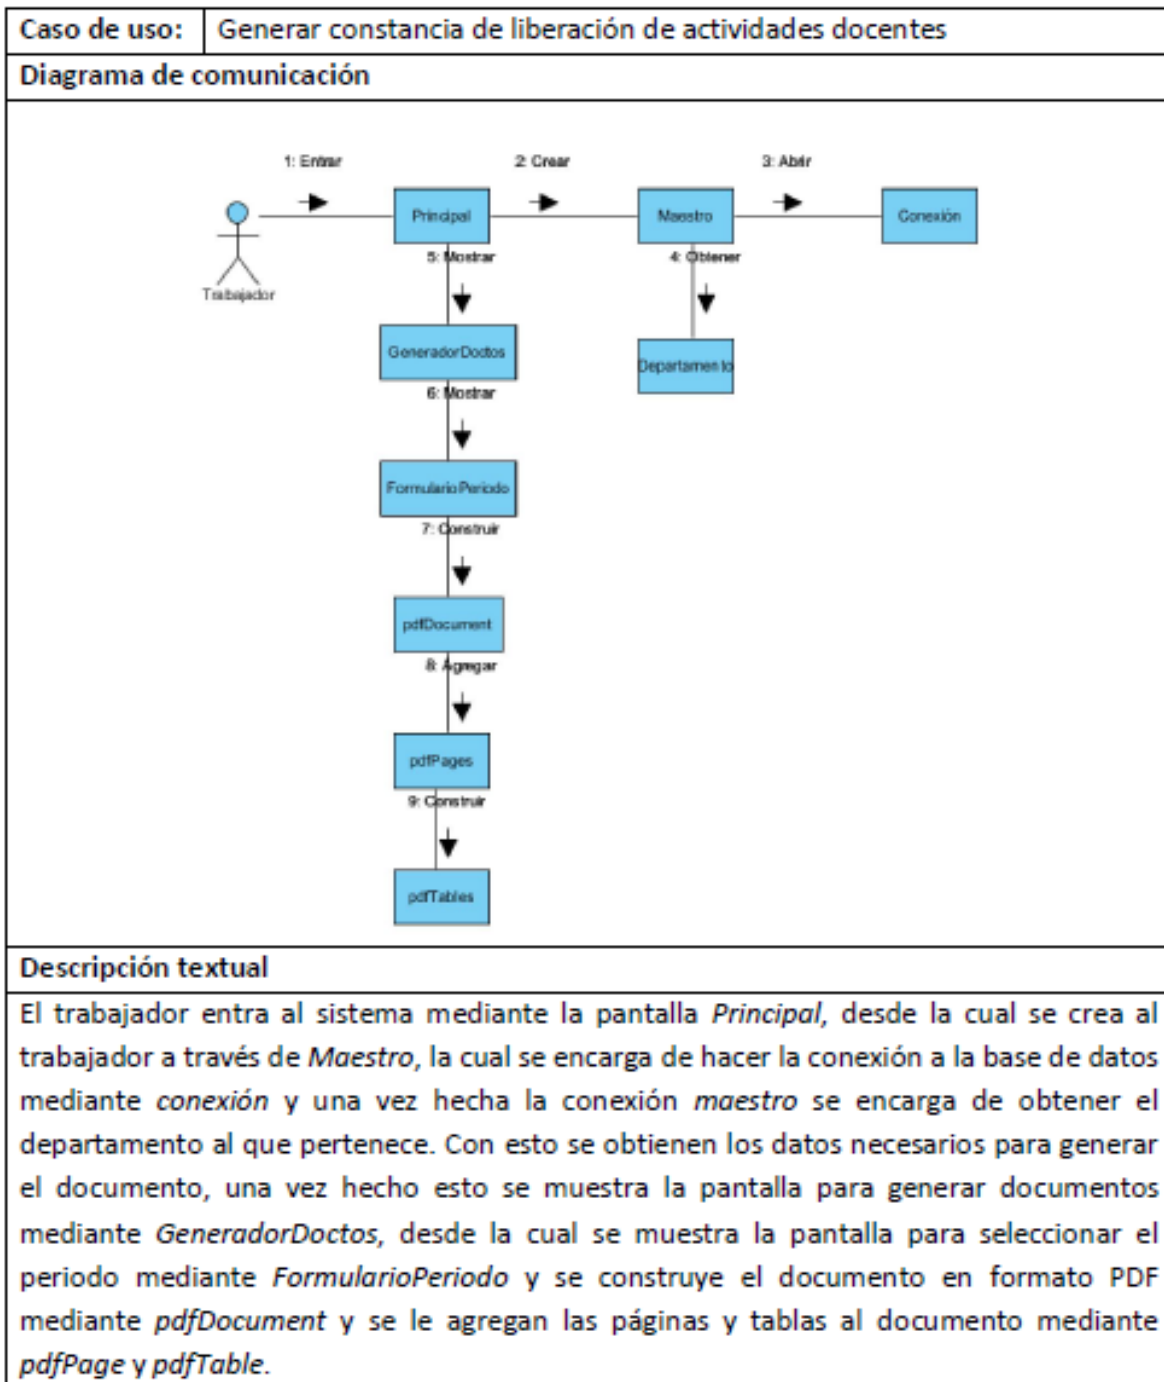 Caso de uso: Generar constancia de liberación de actividades docentes
Diagrama de comunicación
1: Entrar 2: Crear 3: Abrir
Principal Maestro Conexión
5: Mostrar 4: Obtener
Trabajador
GeneradorDoctos Departamento
6: Mostrar
FormularioPeriodo
7: Construir
pdfDocument
8: Agregar
pdfPages
9: Construir
pdfTables
Descripción textual
El trabajador entra al sistema mediante la pantalla Principal, desde la cual se crea al
trabajador a través de Maestro, la cual se encarga de hacer la conexión a la base de datos
mediante conexión y una vez hecha la conexión maestro se encarga de obtener el
departamento al que pertenece. Con esto se obtienen los datos necesarios para generar
el documento, una vez hecho esto se muestra la pantalla para generar documentos
mediante GeneradorDoctos, desde la cual se muestra la pantalla para seleccionar el
periodo mediante FormularioPeriodo y se construye el documento en formato PDF
mediante pdfDocument y se le agregan las páginas y tablas al documento mediante
pdfPage y pdfTable.